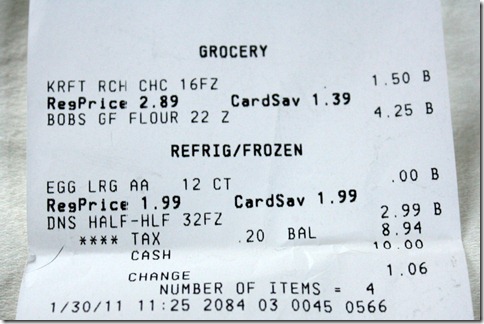 GROCERY
KRFT RCH CHC 16FZ 1.50 B
RegPrice 2.89 CardSav 1.39
BOBS GF FLOUR 22 Z 4.25 B
REFRIG/FROZEN
EGG LRG AA 12 CT .00 B
RegPrice 1.99 CardSav 1.99
DNS HALF-HLF 32FZ 2.99 B
**** TAX .20 BAL 8.94
CASH 10.00
CHANGE 1.06
NUMBER OF ITEMS = 4
1/30/11 11:25 2084 03 0045 0566